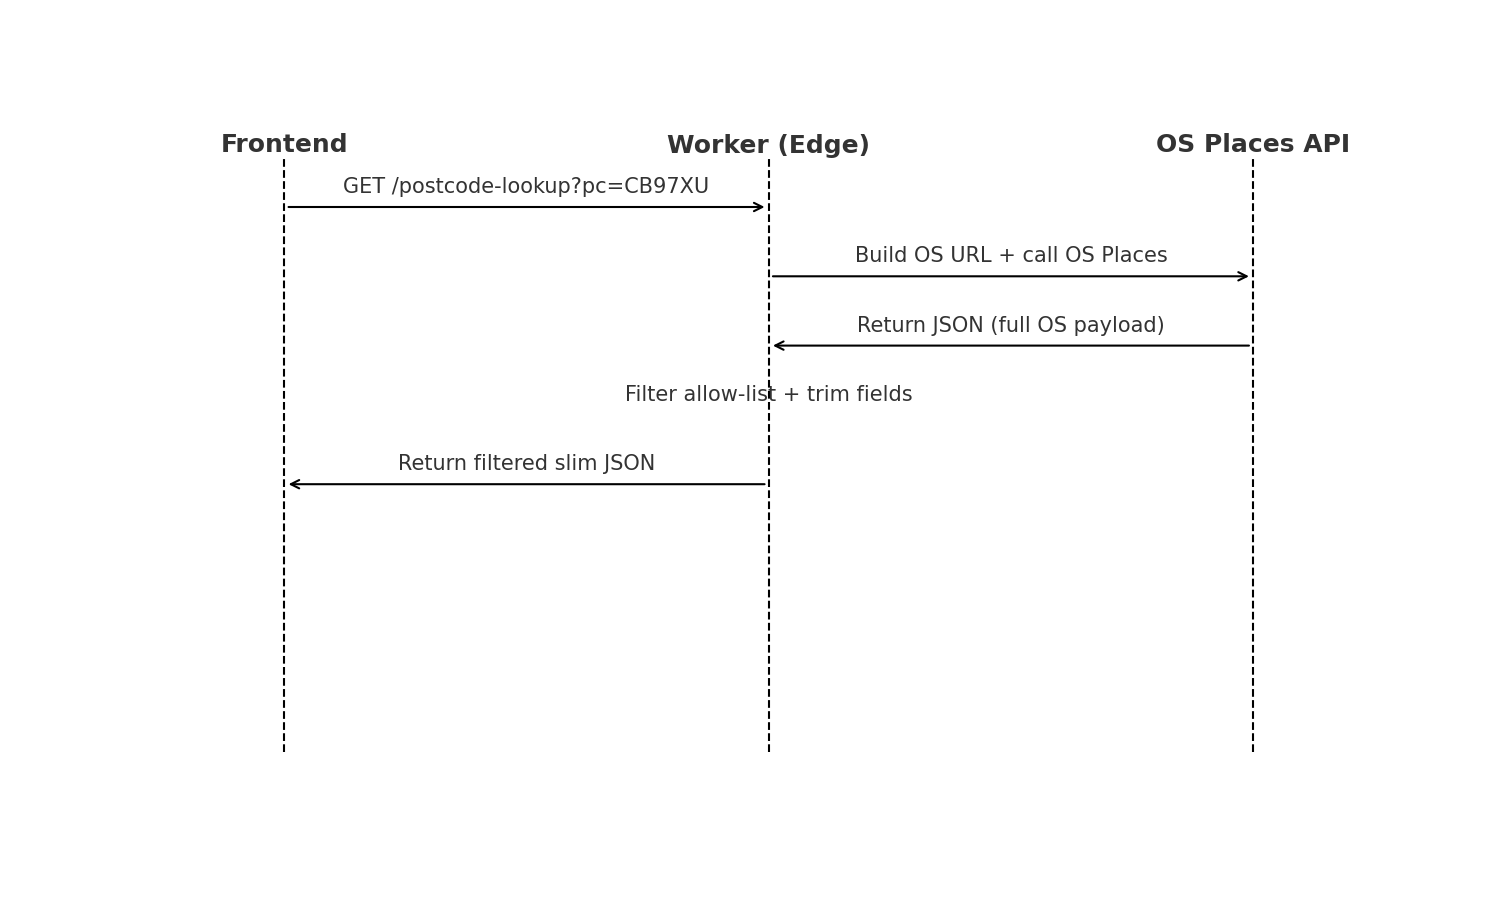 Frontend
Worker (Edge)
OS Places API
GET /postcode-lookup?pc=CB97XU
Build OS URL + call OS Places
Return JSON (full OS payload)
Filter allow-list + trim fields
Return filtered slim JSON